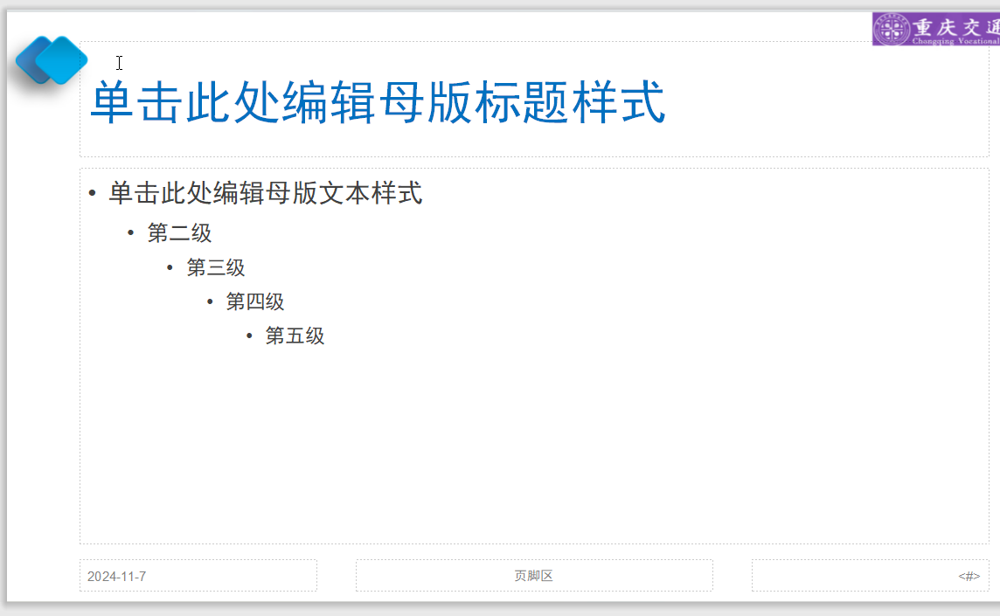 重庆交通
Chongqing Vocational
单击此处编辑母版标题样式
• 单击此处编辑母版文本样式
• 第二级
• 第三级
• 第四级
• 第五级
2024-11-7
页脚区
<#>